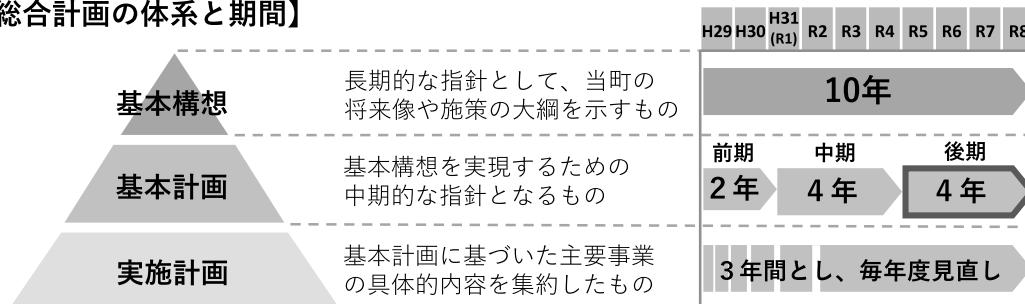 総合計画の体系と期間】
H29 H30 H31(R1) R2 R3 R4 R5 R6 R7 R8
基本構想
長期的な指針として、当町の
将来像や施策の大綱を示すもの
10年
基本計画
基本構想を実現するための
中期的な指針となるもの
前期 中期 後期
2年 4年 4年
実施計画
基本計画に基づいた主要事業
の具体的内容を集約したもの
3年間とし、毎年度見直し